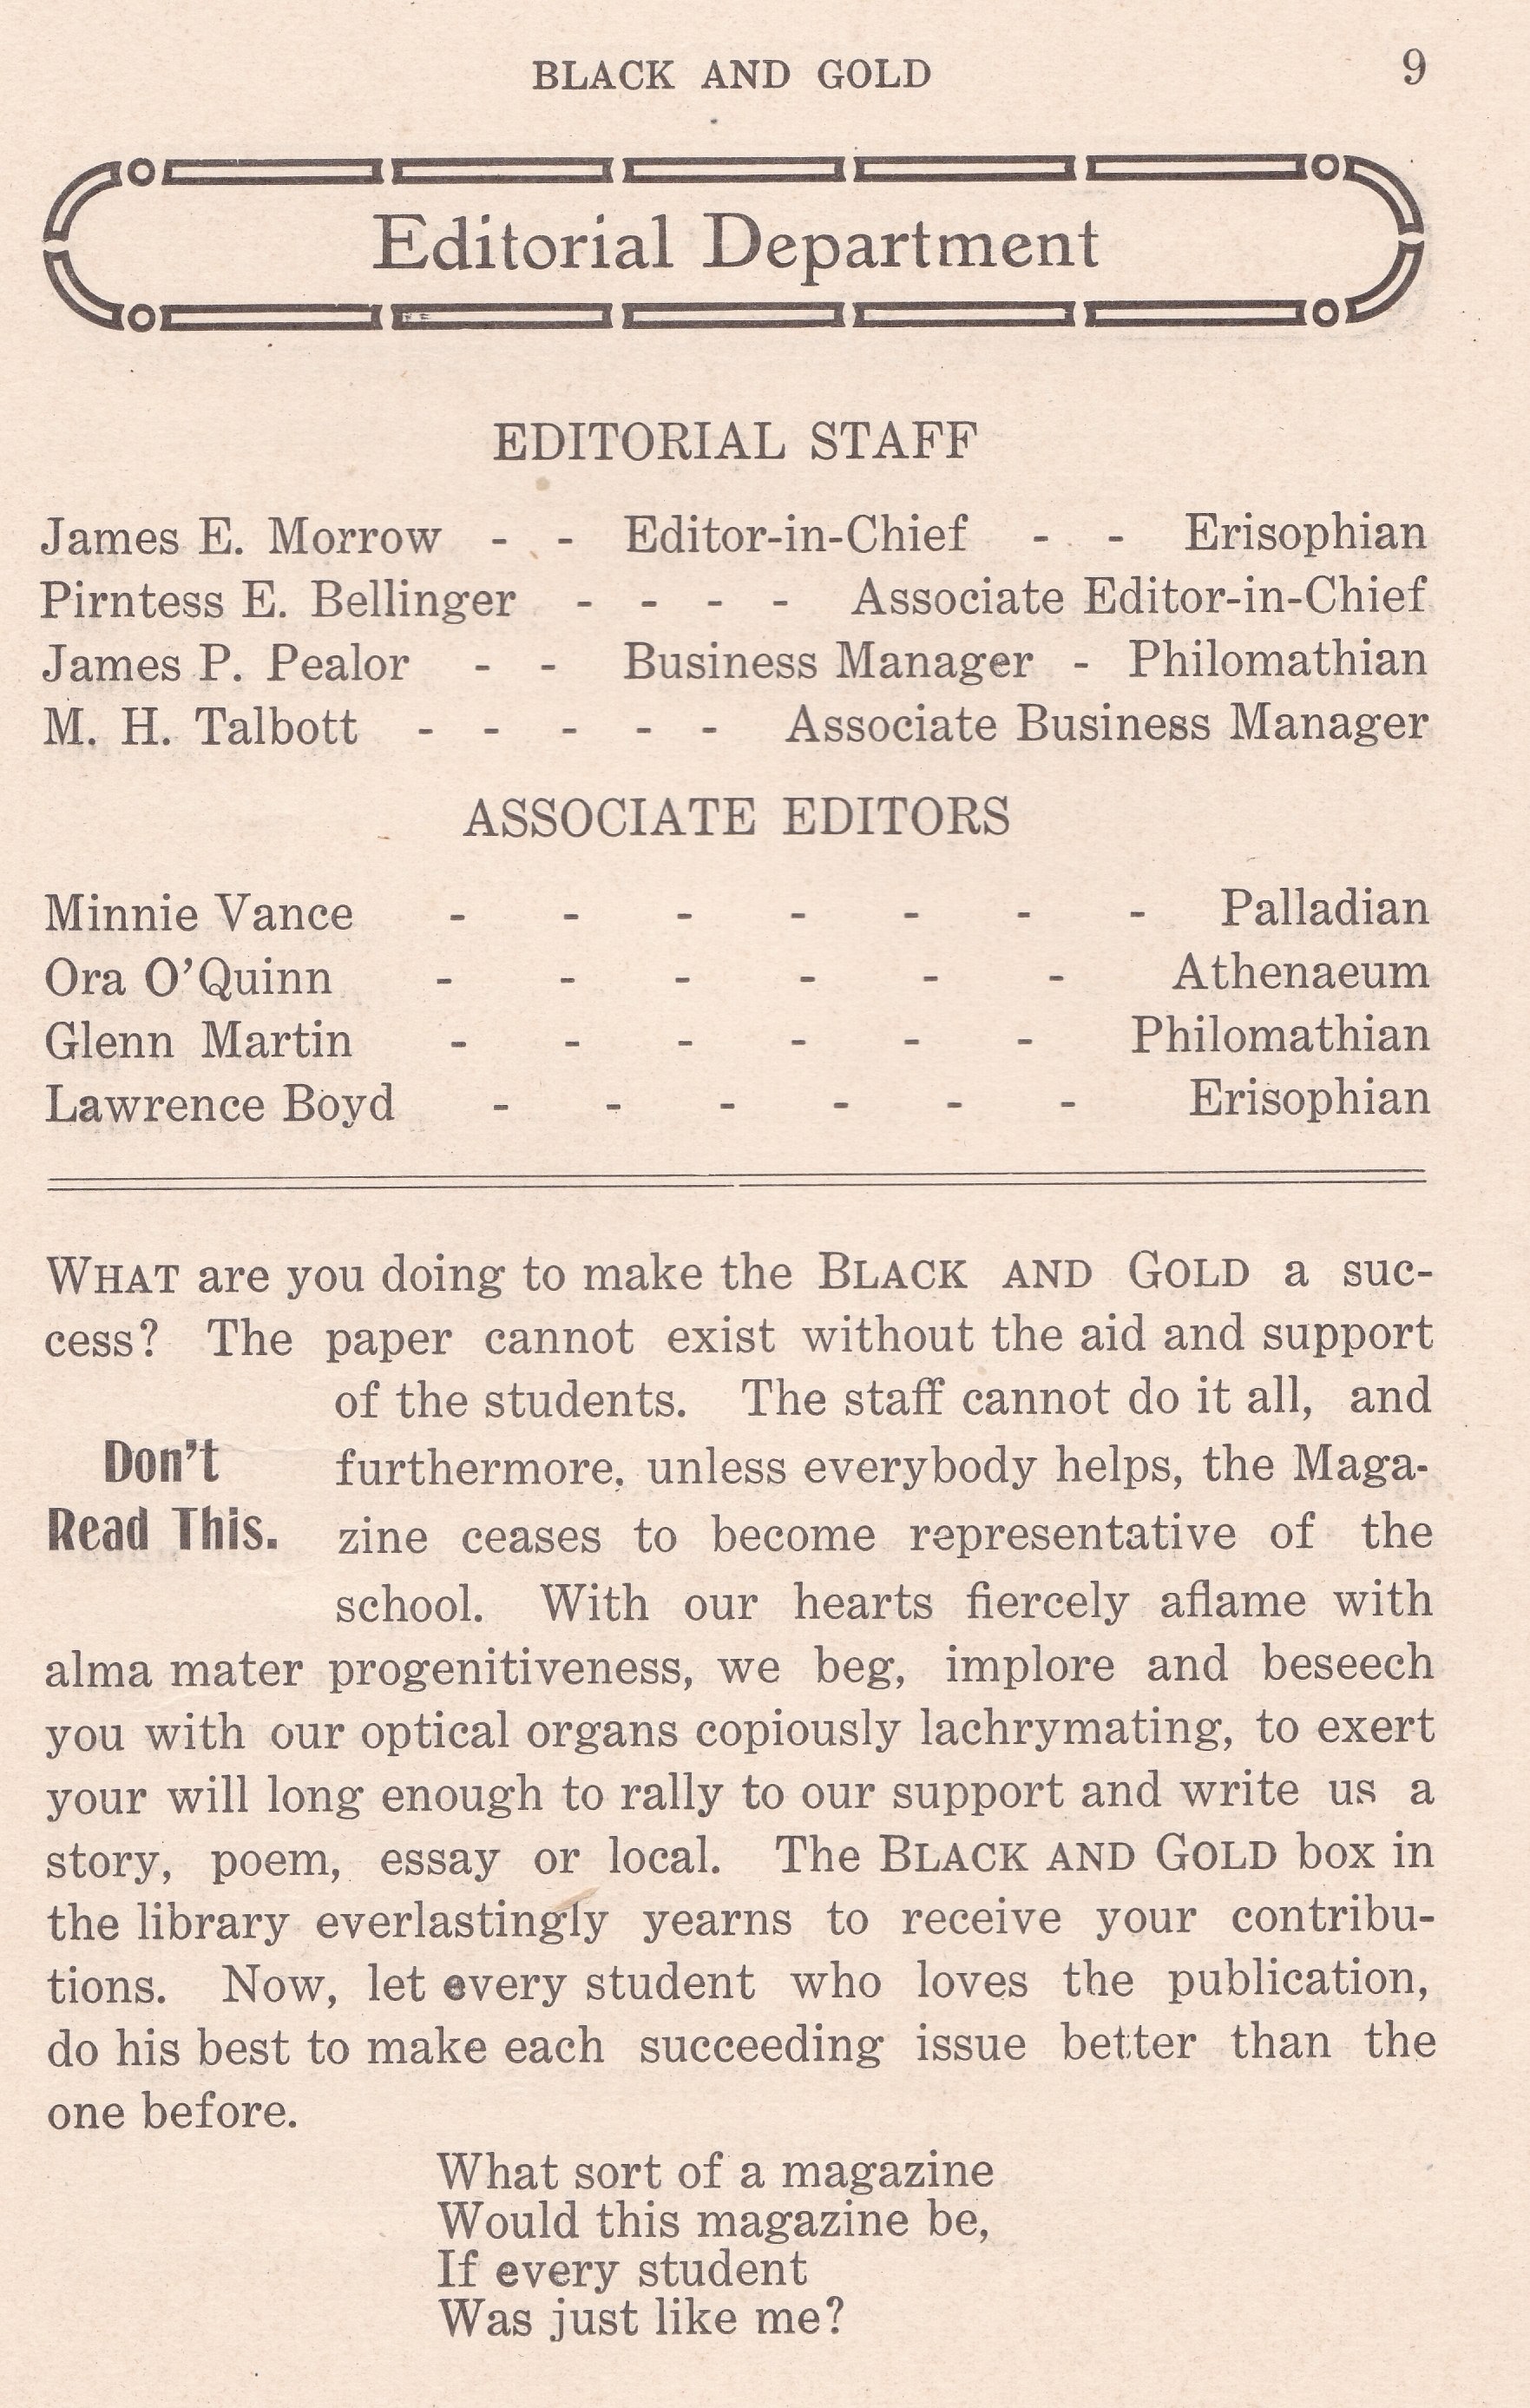 BLACK AND GOLD 9
Editorial Department
EDITORIAL STAFF
James E. Morrow - - Editor-in-Chief - - Erisophian
Pirntess E. Bellinger - - - - Associate Editor-in-Chief
James P. Pealor - - Business Manager - Philomathian
M. H. Talbott - - - - - Associate Business Manager
ASSOCIATE EDITORS
Minnie Vance - - - - - - - Palladian
Ora O'Quinn - - - - - - Athenaeum
Glenn Martin - - - - - - Philomathian
Lawrence Boyd - - - - - - Erisophian
WHAT are you doing to make the BLACK AND GOLD a suc-
cess? The paper cannot exist without the aid and support
of the students. The staff cannot do it all, and
Don't
Read This.
furthermore, unless everybody helps, the Maga-
zine ceases to become representative of the
school. With our hearts fiercely aflame with
alma mater progenitiveness, we beg, implore and beseech
you with our optical organs copiously lachrymating, to exert
your will long enough to rally to our support and write us a
story, poem, essay or local. The BLACK AND GOLD box in
the library everlastingly yearns to receive your contribu-
tions. Now, let every student who loves the publication,
do his best to make each succeeding issue better than the
one before.
What sort of a magazine
Would this magazine be,
If every student
Was just like me?